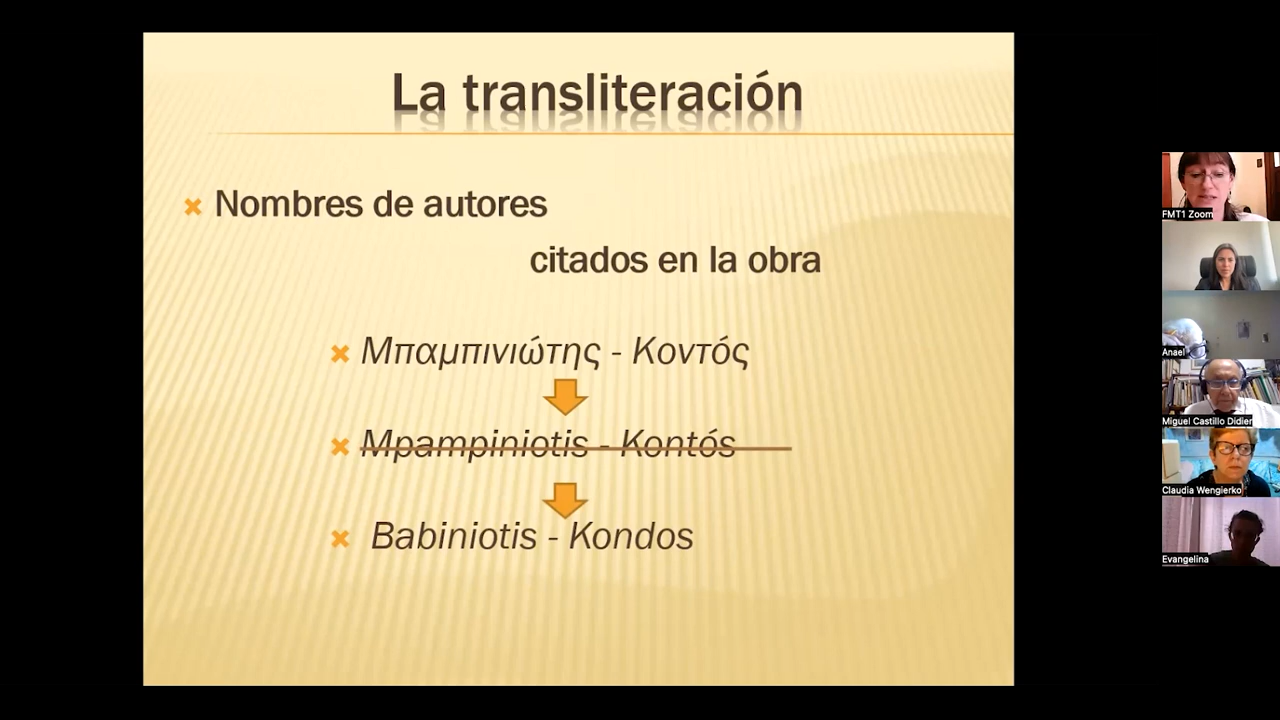 La transliteración
Nombres de autores
citados en la obra
Μπαμπινιώτης - Κοντός
Mpampiniotis - Kontós
Babiniotis - Kondos
FMT1 Zoom
Anael
Miguel Castillo Didier
Claudia Wengierko
Evangelina